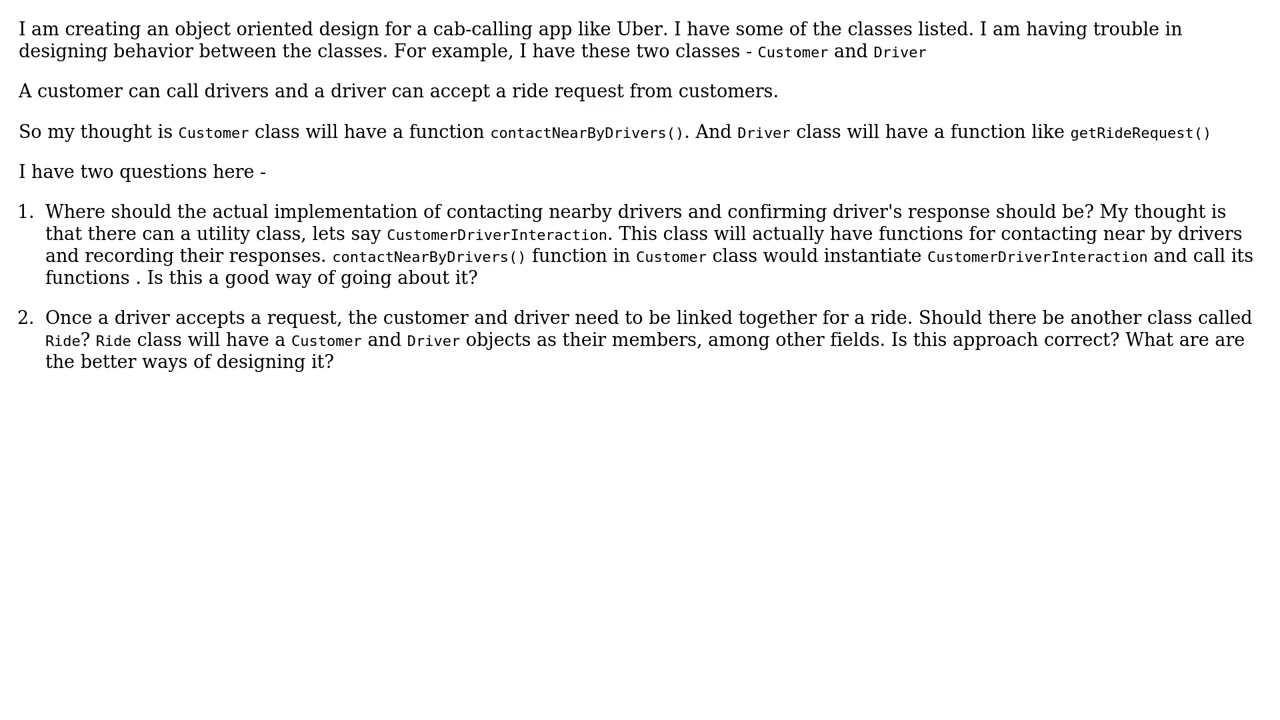 I am creating an object oriented design for a cab-calling app like Uber. I have some of the classes listed. I am having trouble in
designing behavior between the classes. For example, I have these two classes - Customer and Driver
A customer can call drivers and a driver can accept a ride request from customers.
So my thought is Customer class will have a function contactNearByDrivers(). And Driver class will have a function like getRideRequest()
I have two questions here -
1. Where should the actual implementation of contacting nearby drivers and confirming driver's response should be? My thought is
that there can a utility class, lets say CustomerDriverInteraction. This class will actually have functions for contacting near by drivers
and recording their responses. contactNearByDrivers() function in Customer class would instantiate CustomerDriverInteraction and call its
functions . Is this a good way of going about it?
2. Once a driver accepts a request, the customer and driver need to be linked together for a ride. Should there be another class called
Ride? Ride class will have a Customer and Driver objects as their members, among other fields. Is this approach correct? What are are
the better ways of designing it?